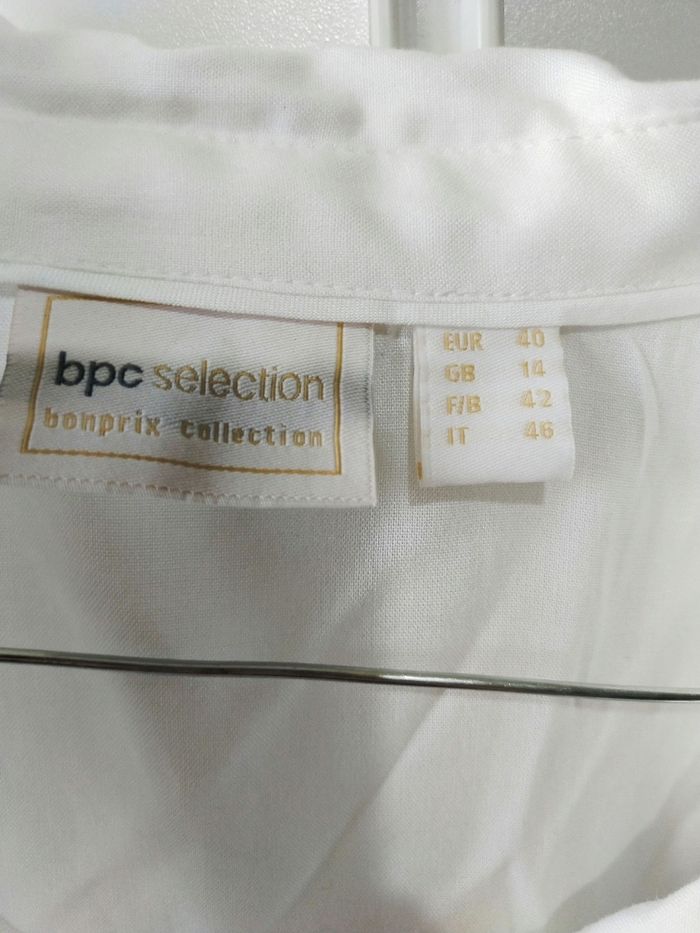 bpc selection
bonprix collection
EUR 40
GB 14
F/B 42
IT 46